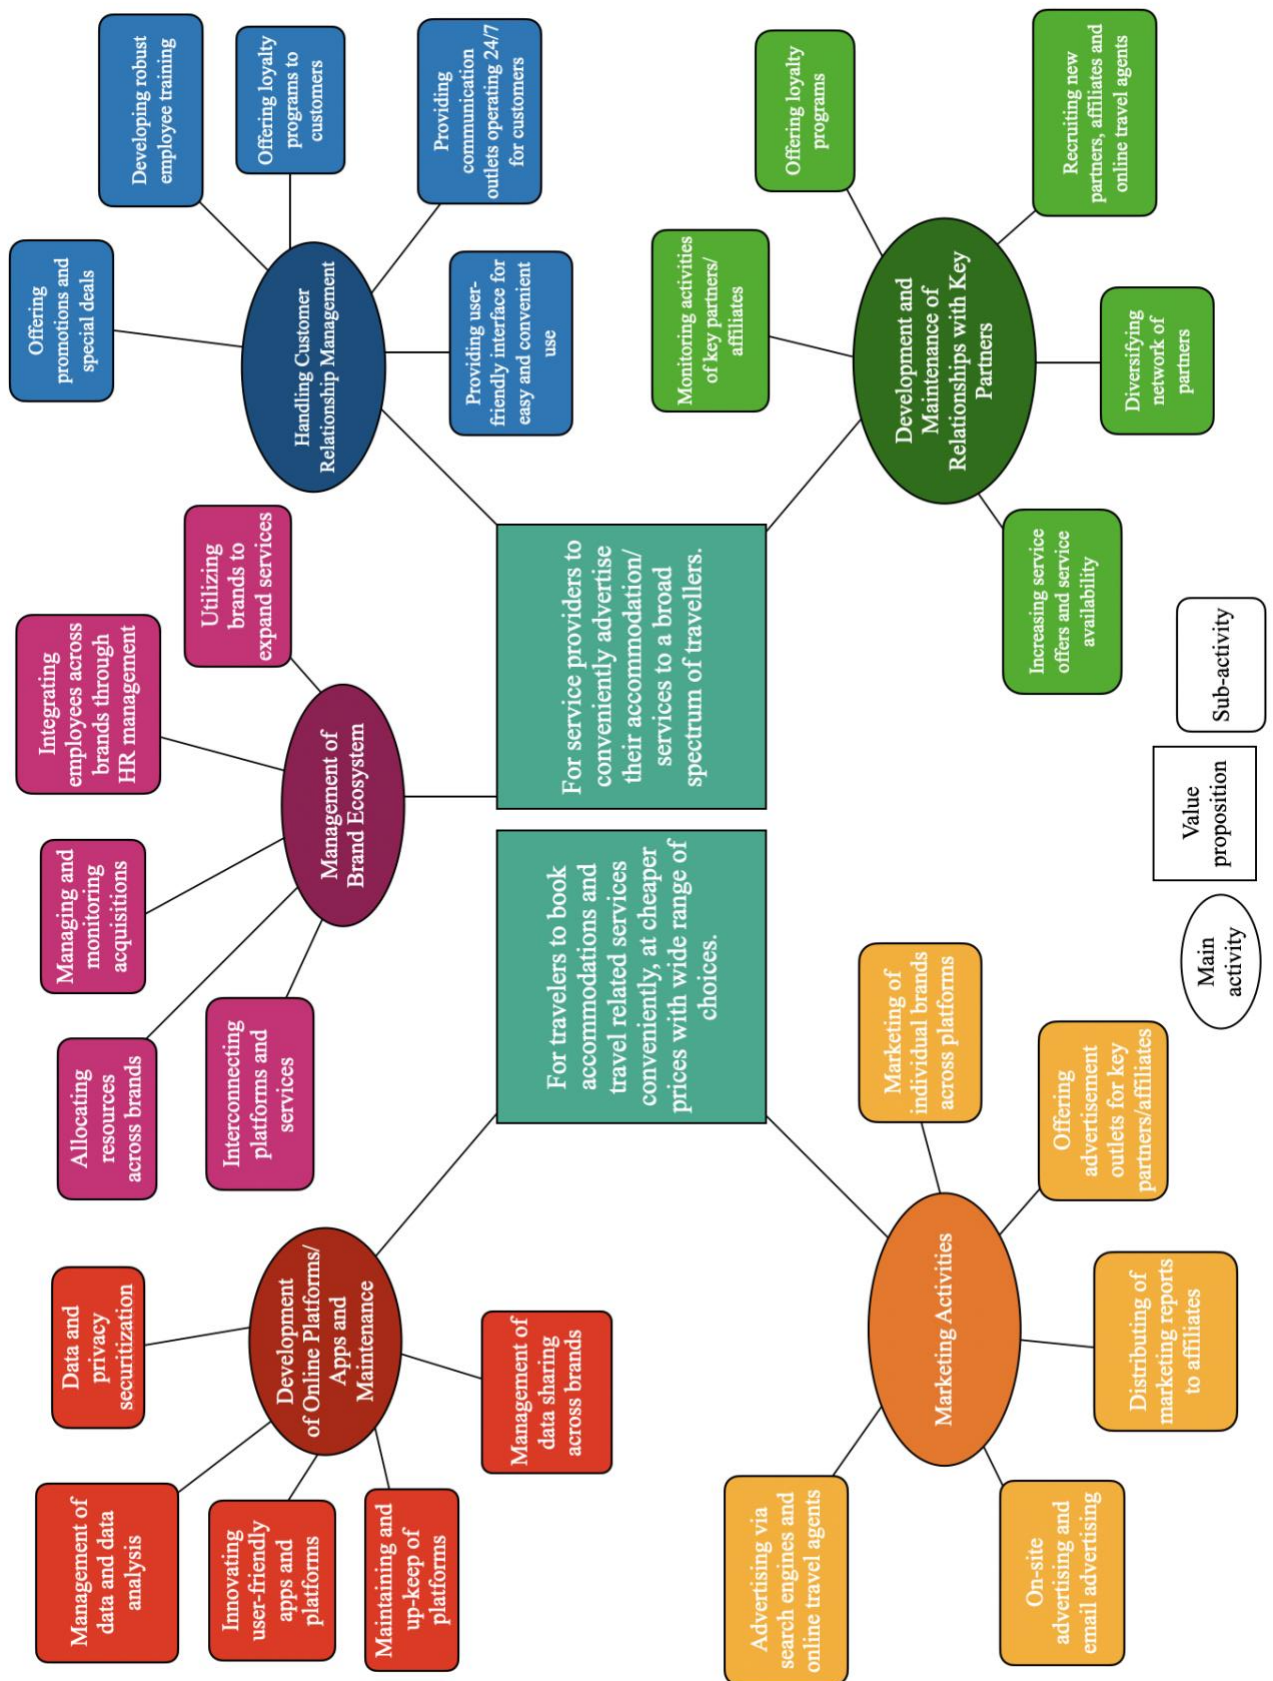 Management of
data and data
analysis
Data and
privacy
securitization
Innovating
user-friendly
apps and
platforms
Maintaining and
up-keep of
platforms
Management of
data sharing
across brands
Development
of Online Platforms/
Apps and
Maintenance
Allocating
resources
across brands
Managing and
monitoring
acquisitions
Integrating
employees across
brands through
HR management
Utilizing
brands to
expand services
Interconnecting
platforms and
services
Management of
Brand Ecosystem
Offering
promotions and
special deals
Developing robust
employee training
Offering loyalty
programs to
customers
Providing
communication
outlets operating 24/7
for customers
Providing user-
friendly interface for
easy and convenient
use
Handling Customer
Relationship Management
For travelers to book
accommodations and
travel related services
conveniently, at cheaper
prices with wide range of
choices.
For service providers to
conveniently advertise
their accommodation/
services to a broad
spectrum of travellers.
Advertising via
search engines and
online travel agents
On-site
advertising and
email advertising
Distributing of
marketing reports
to affiliates
Offering
advertisement
outlets for key
partners/affiliates
Marketing of
individual brands
across platforms
Marketing Activities
Monitoring activities
of key partners/
affiliates
Offering loyalty
programs
Recruiting new
partners, affiliates and
online travel agents
Diversifying
network of
partners
Increasing service
offers and service
availability
Development and
Maintenance of
Relationships with Key
Partners
Main
activity
Value
proposition
Sub-activity